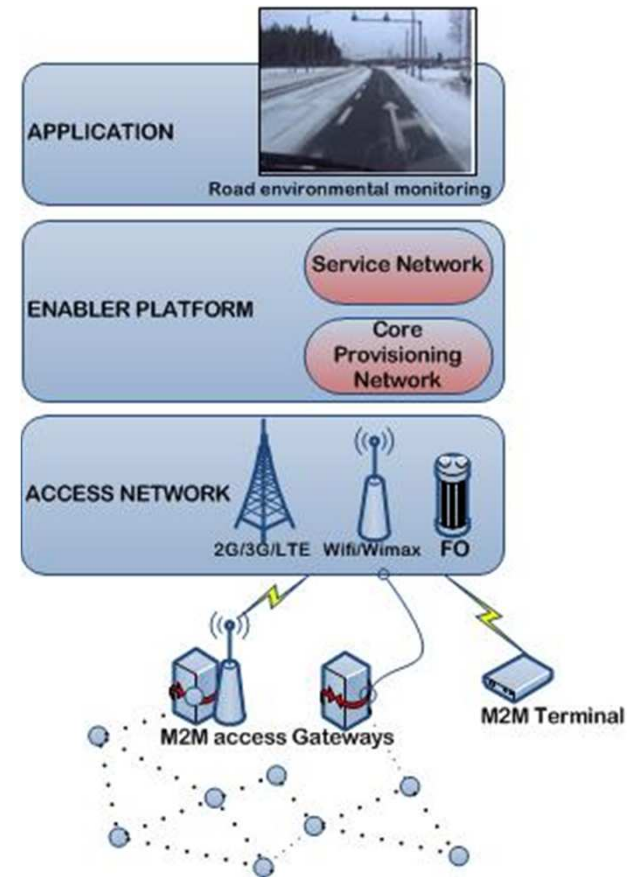 APPLICATION
Road environmental monitoring
ENABLER PLATFORM
Service Network
Core
Provisioning
Network
ACCESS NETWORK
2G/3G/LTE
Wifi/Wimax
FO
M2M access Gateways
M2M Terminal